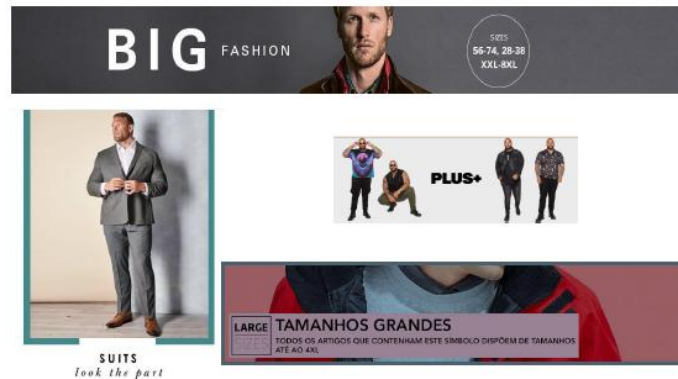 BIG FASHION
SIZES
56-74, 28-38
XXL-8XL
PLUS+
LARGE
SIZES
TAMANHOS GRANDES
TODOS OS ARTIGOS QUE CONTENHAM ESTE SÍMBOLO DISPÕEM DE TAMANHOS
ATÉ AO 4XL
SUITS
look the part